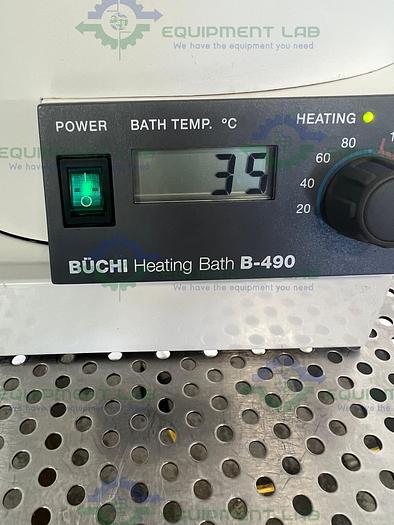 EQUIPMENT LAB
We have the equipment you need
POWER BATH TEMP. °C HEATING
35
80
60
40
20
BÜCHI Heating Bath B-490
EQUIPMENT LAB
We have the equipment you need